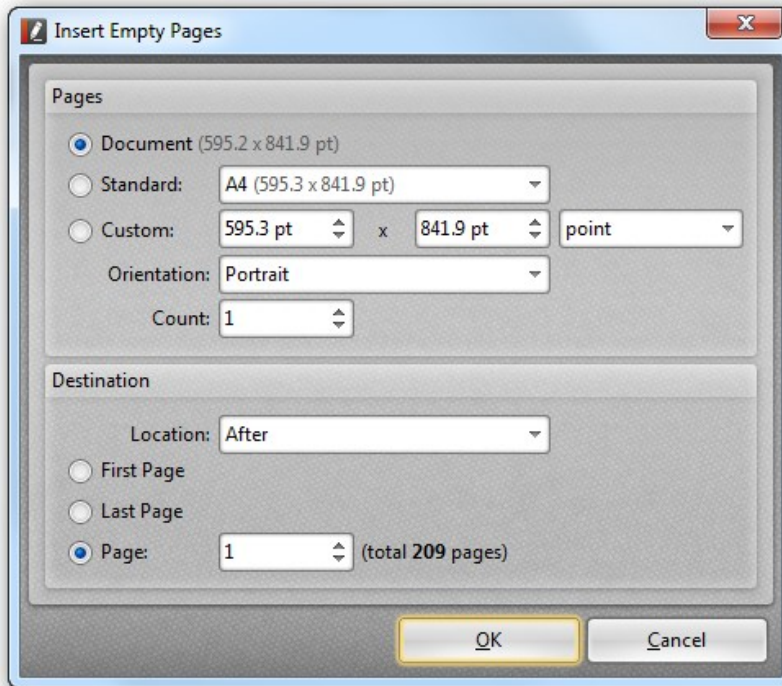 Insert Empty Pages
Pages
Document (595.2 x 841.9 pt)
Standard: A4 (595.3 x 841.9 pt)
Custom: 595.3 pt x 841.9 pt point
Orientation: Portrait
Count: 1
Destination
Location: After
First Page
Last Page
Page: 1 (total 209 pages)
OK Cancel